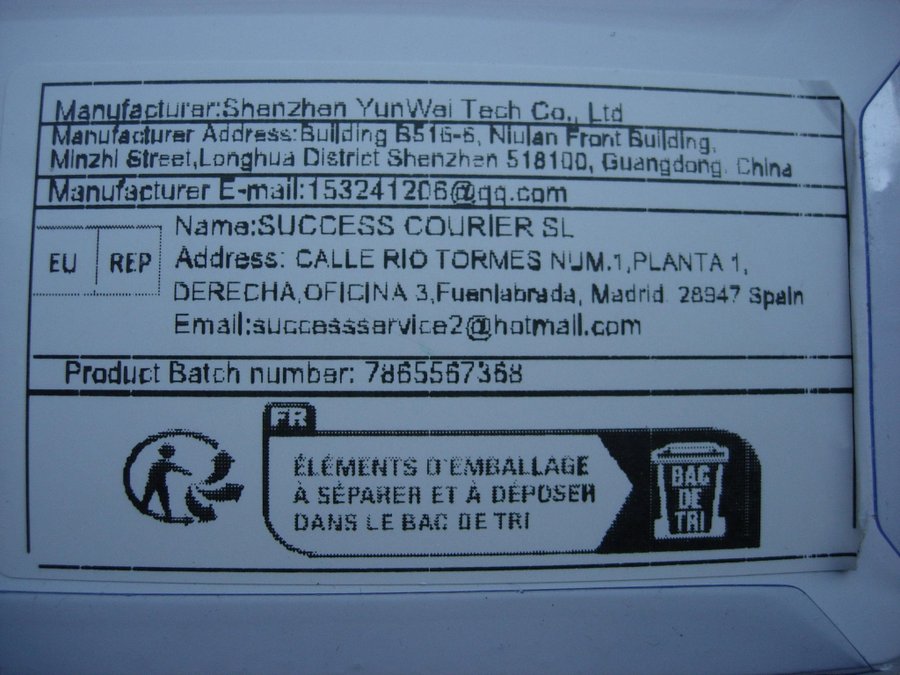 Manufacturer:Shenzhen YunWei Tech Co., Ltd
Manufacturer Address:Building B516-6, Niulan Front Building,
Minzhi Street,Longhua District Shenzhen 518100, Guangdong, China
Manufacturer E-mail:153241206@qq.com
Name:SUCCESS COURIER SL
EU REP
Address: CALLE RIO TORMES NUM.1,PLANTA 1,
DERECHA,OFICINA 3,Fuenlabrada, Madrid 28947 Spain
Email:successservice2@hotmail.com
Product Batch number: 7865567368
FR
ÉLÉMENTS D'EMBALLAGE
À SÉPARER ET À DÉPOSER
DANS LE BAC DE TRI
BAC
DE
TRI